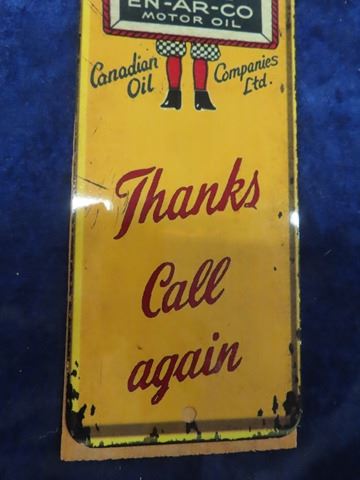 EN-AR-CO
MOTOR OIL
Canadian Companies
Oil Ltd.
Thanks
Call
again